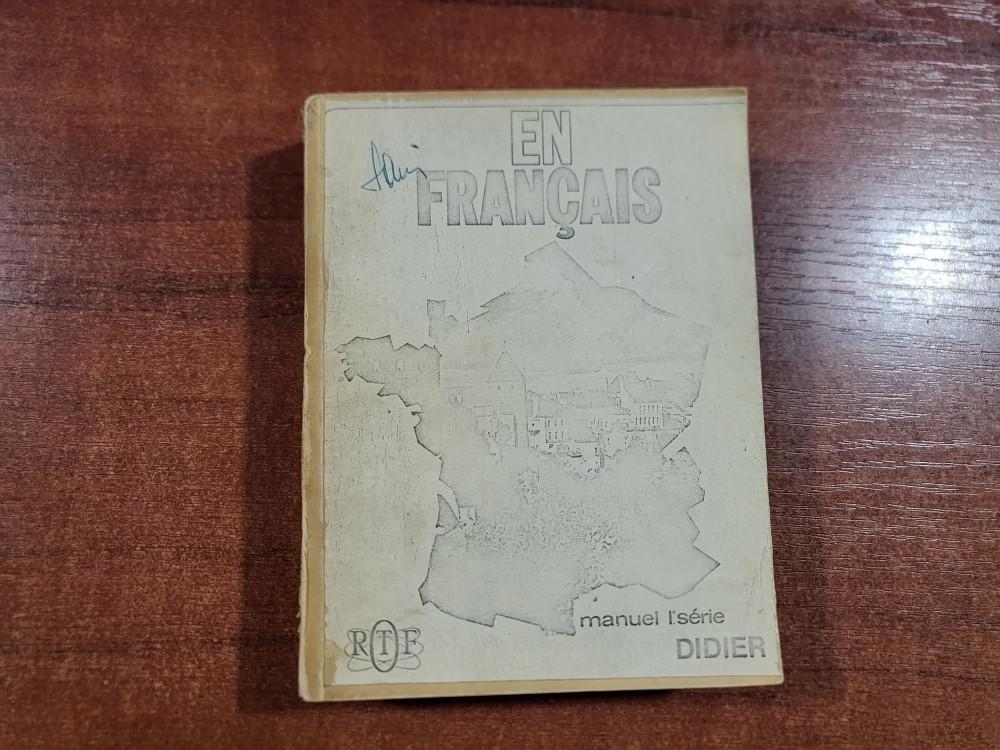 EN
FRANÇAIS
manuel I.série
DIDIER
RTF